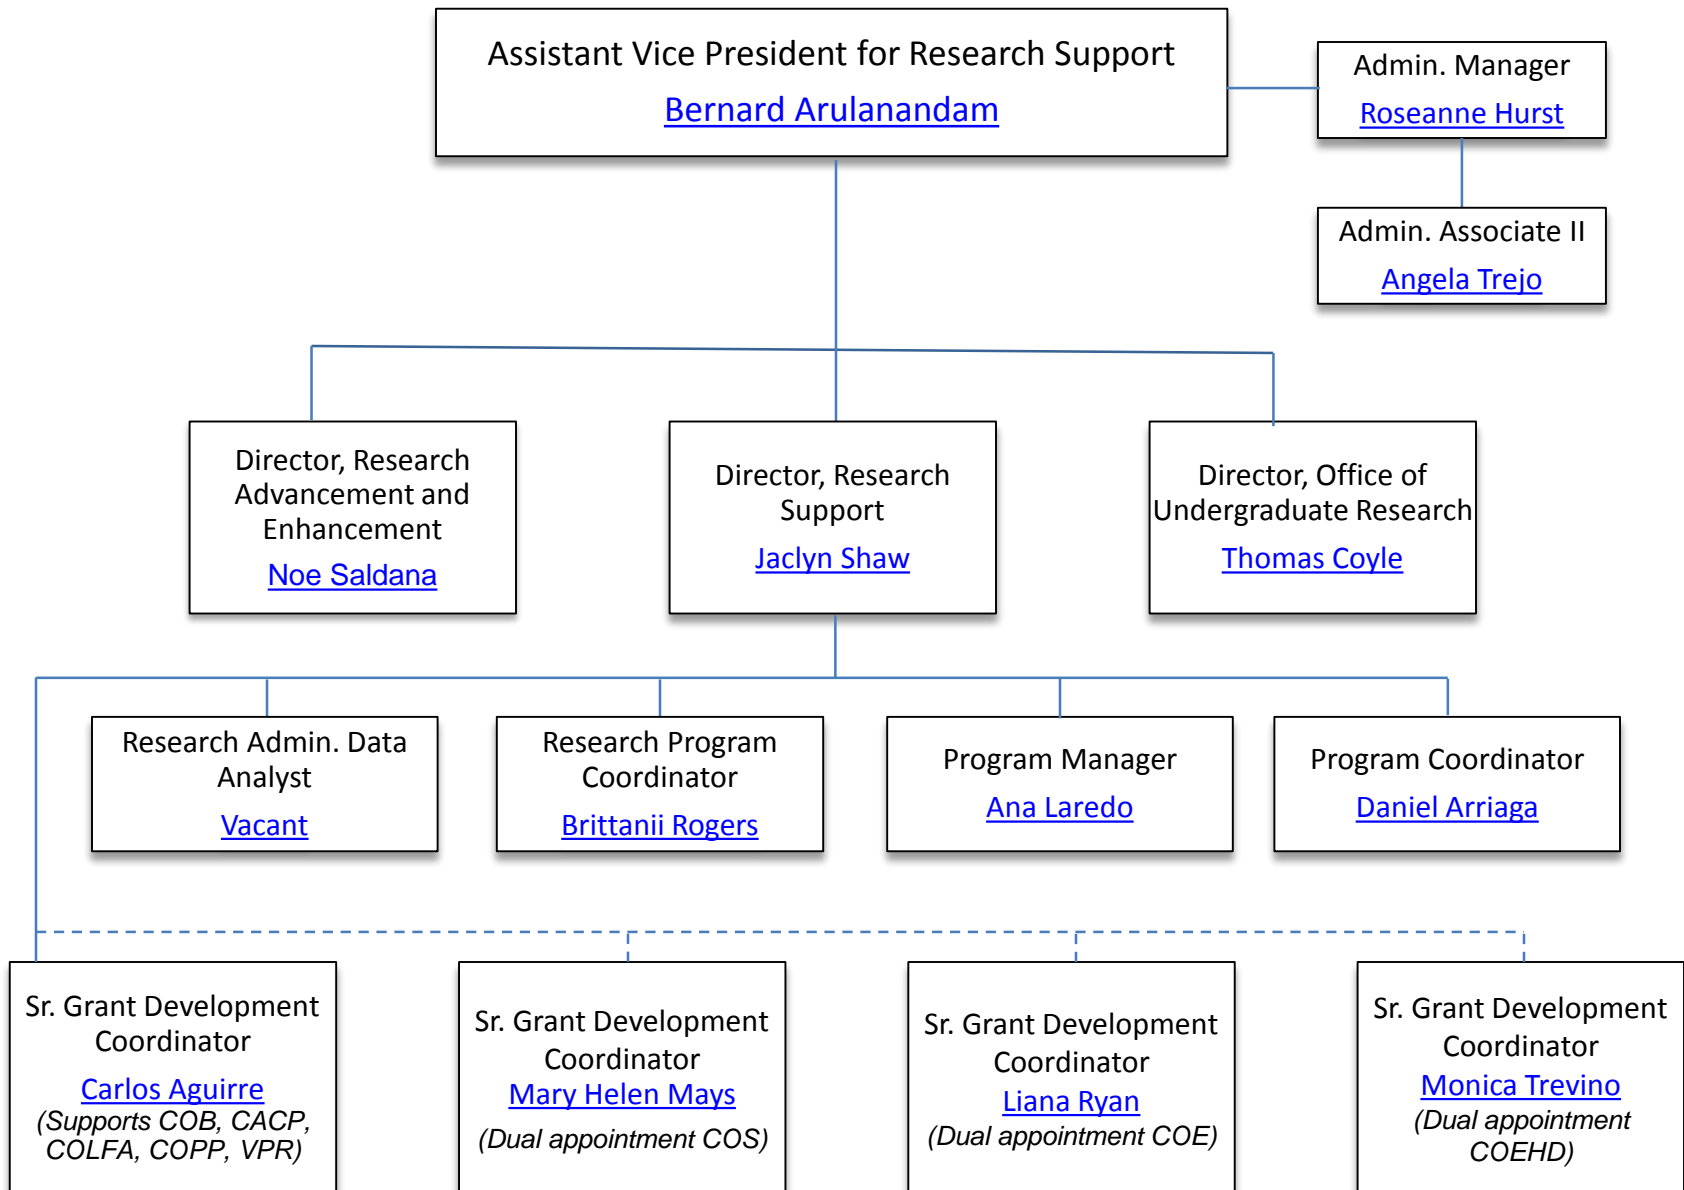 Assistant Vice President for Research Support
Bernard Arulanandam
Admin. Manager
Roseanne Hurst
Admin. Associate II
Angela Trejo
Director, Research
Advancement and
Enhancement
Noe Saldana
Director, Research
Support
Jaclyn Shaw
Director, Office of
Undergraduate Research
Thomas Coyle
Research Admin. Data
Analyst
Vacant
Research Program
Coordinator
Brittanii Rogers
Program Manager
Ana Laredo
Program Coordinator
Daniel Arriaga
Sr. Grant Development
Coordinator
Carlos Aguirre
(Supports COB, CACP,
COLFA, COPP, VPR)
Sr. Grant Development
Coordinator
Mary Helen Mays
(Dual appointment COS)
Sr. Grant Development
Coordinator
Liana Ryan
(Dual appointment COE)
Sr. Grant Development
Coordinator
Monica Trevino
(Dual appointment
COEHD)